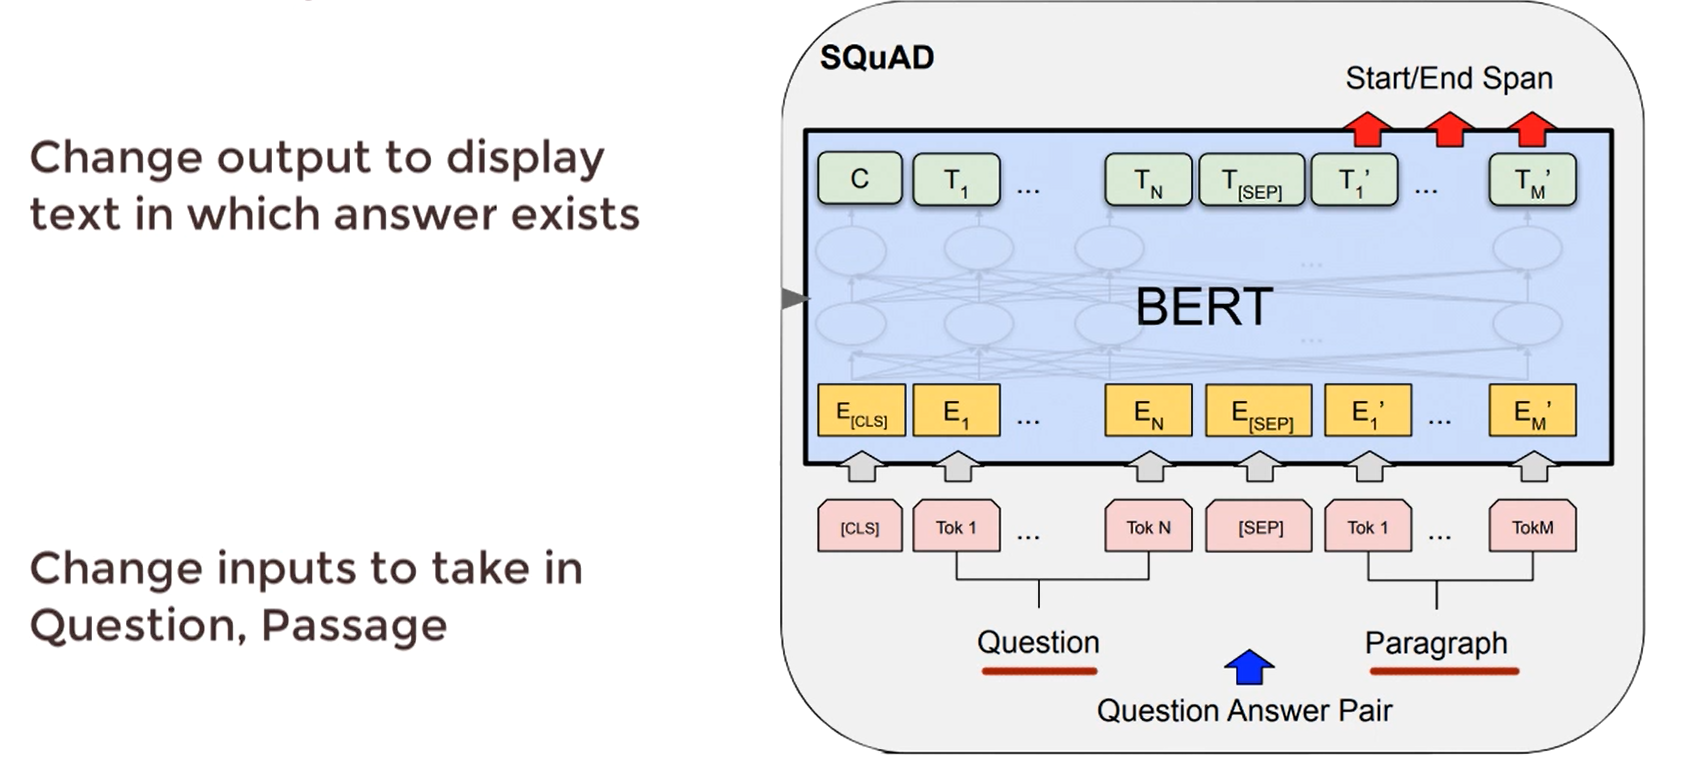 Change output to display
text in which answer exists
Change inputs to take in
Question, Passage
SQuAD
Start/End Span
C T1 ... TN T[SEP] T1’ ... TM’
...
BERT
...
E[CLS] E1 ... EN E[SEP] E1’ ... EM’
[CLS] Tok 1 ... Tok N [SEP] Tok 1 ... TokM
Question Paragraph
Question Answer Pair